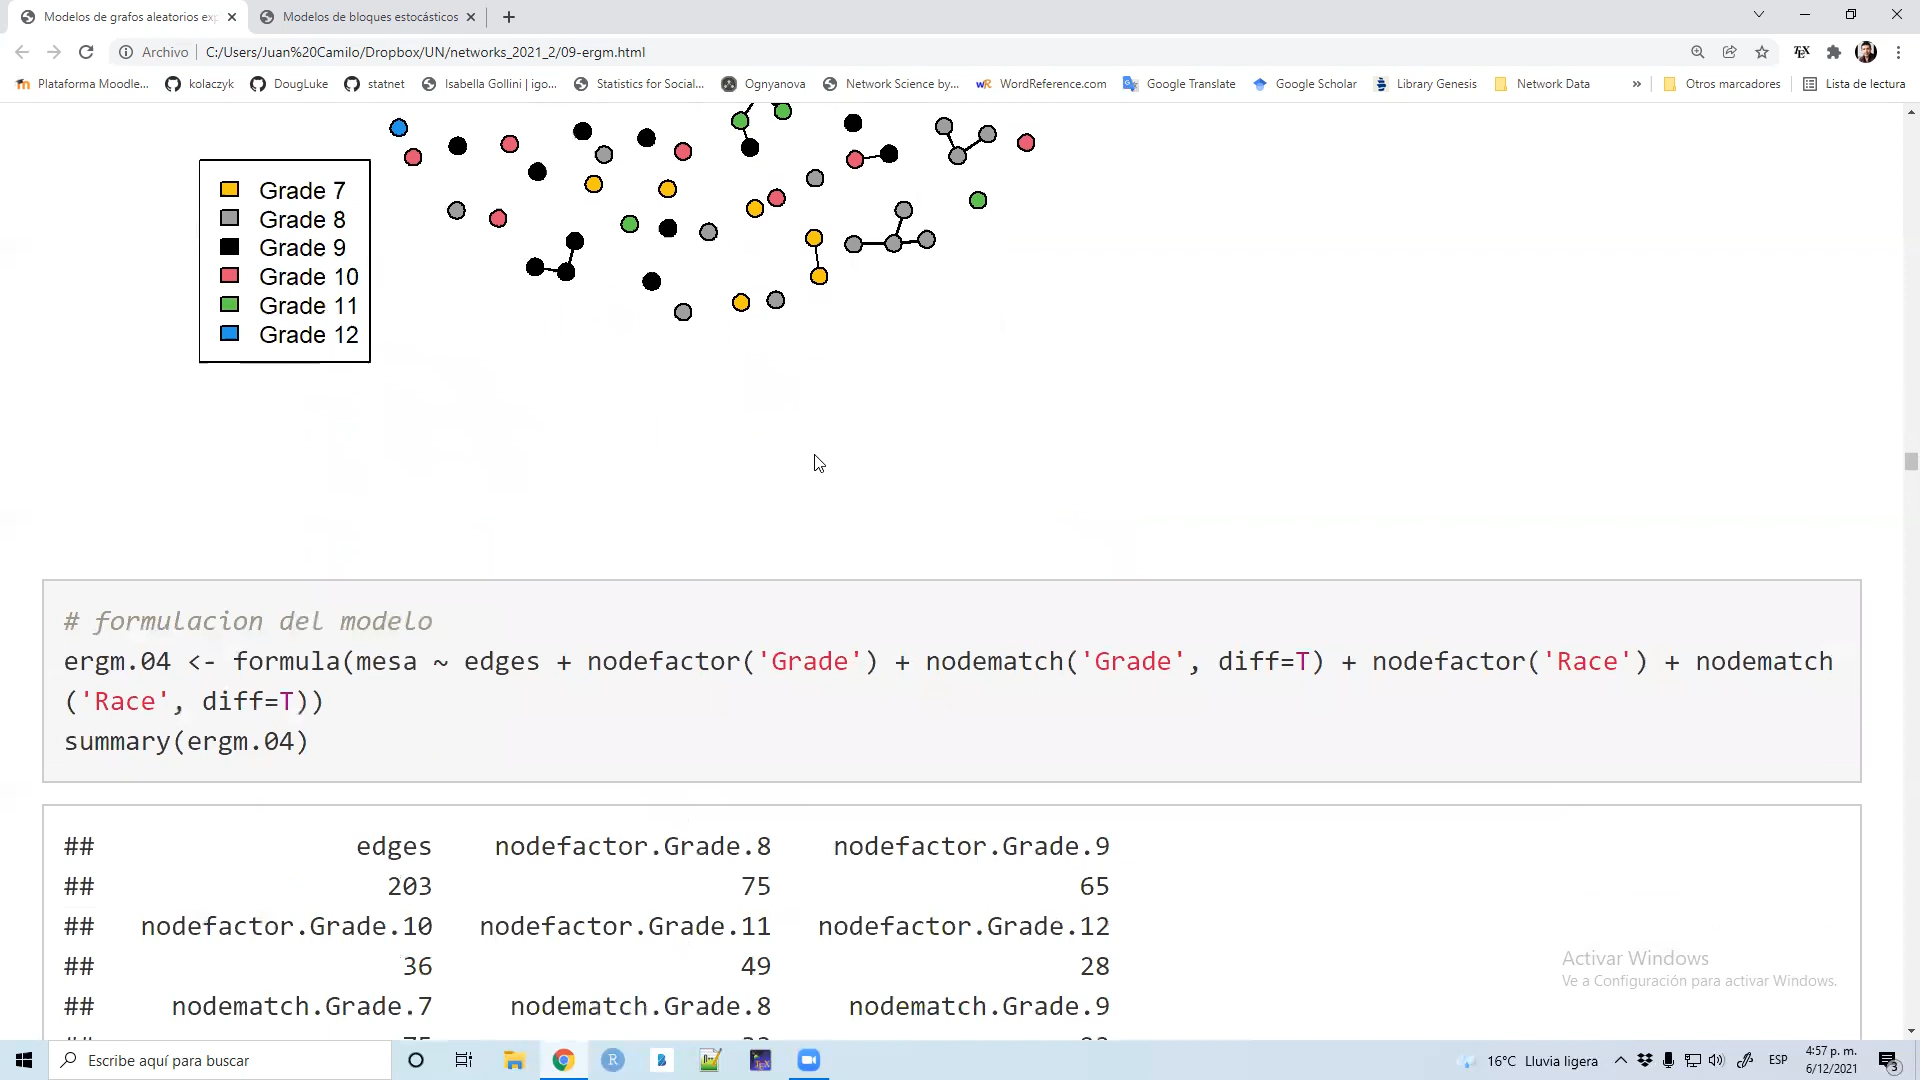 Modelos de grafos aleatorios exp
Modelos de bloques estocásticos
Archivo
C:/Users/Juan%20Camilo/Dropbox/UN/networks_2021_2/09-ergm.html
Plataforma Moodle...
kolaczyk
DougLuke
statnet
Isabella Gollini | igo...
Statistics for Social...
Ognyanova
Network Science by...
WordReference.com
Google Translate
Google Scholar
Library Genesis
Network Data
»
Otros marcadores
Lista de lectura
Grade 7
Grade 8
Grade 9
Grade 10
Grade 11
Grade 12
# formulacion del modelo
ergm.04 <- formula(mesa ~ edges + nodefactor('Grade') + nodematch('Grade', diff=T) + nodefactor('Race') + nodematch
('Race', diff=T))
summary(ergm.04)
## edges nodefactor.Grade.8 nodefactor.Grade.9
## 203 75 65
## nodefactor.Grade.10 nodefactor.Grade.11 nodefactor.Grade.12
## 36 49 28
## nodematch.Grade.7 nodematch.Grade.8 nodematch.Grade.9
Activar Windows
Ve a Configuración para activar Windows.
Escribe aquí para buscar
16°C Lluvia ligera
ESP
4:57 p. m.
6/12/2021
3